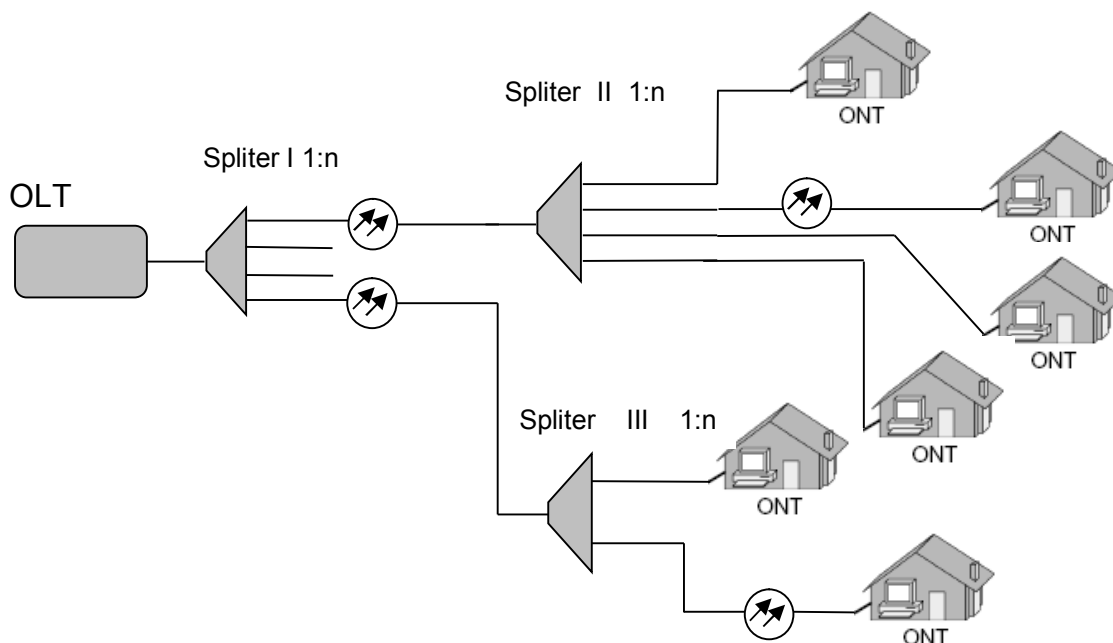 ONT
Spliter II 1:n
Spliter I 1:n
OLT
ONT
ONT
Spliter III 1:n
ONT
ONT
ONT